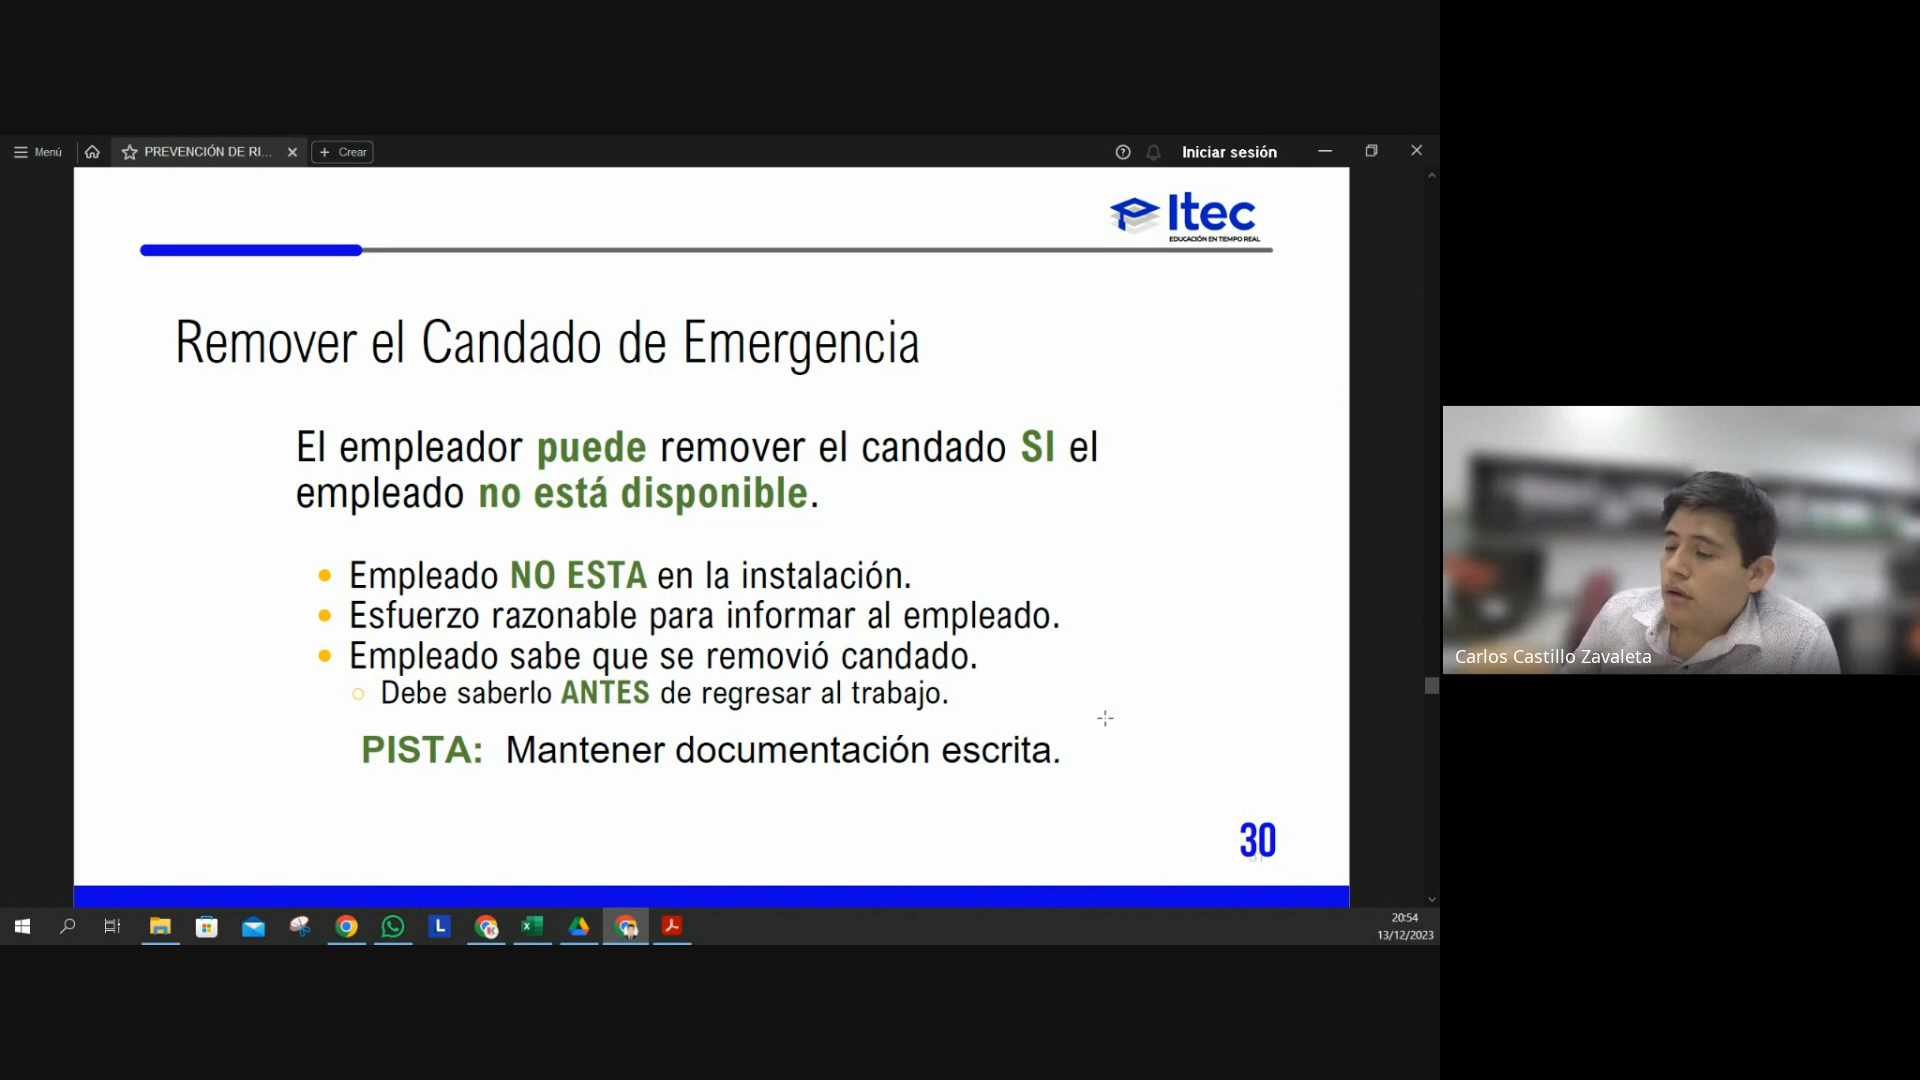 Menú
PREVENCIÓN DE RI...
Crear
Iniciar sesión
Itec
EDUCACIÓN EN TIEMPO REAL
Remover el Candado de Emergencia
El empleador puede remover el candado SI el
empleado no está disponible.
Empleado NO ESTA en la instalación.
Esfuerzo razonable para informar al empleado.
Empleado sabe que se removió candado.
Debe saberlo ANTES de regresar al trabajo.
PISTA: Mantener documentación escrita.
30
Carlos Castillo Zavaleta
20:54
13/12/2023